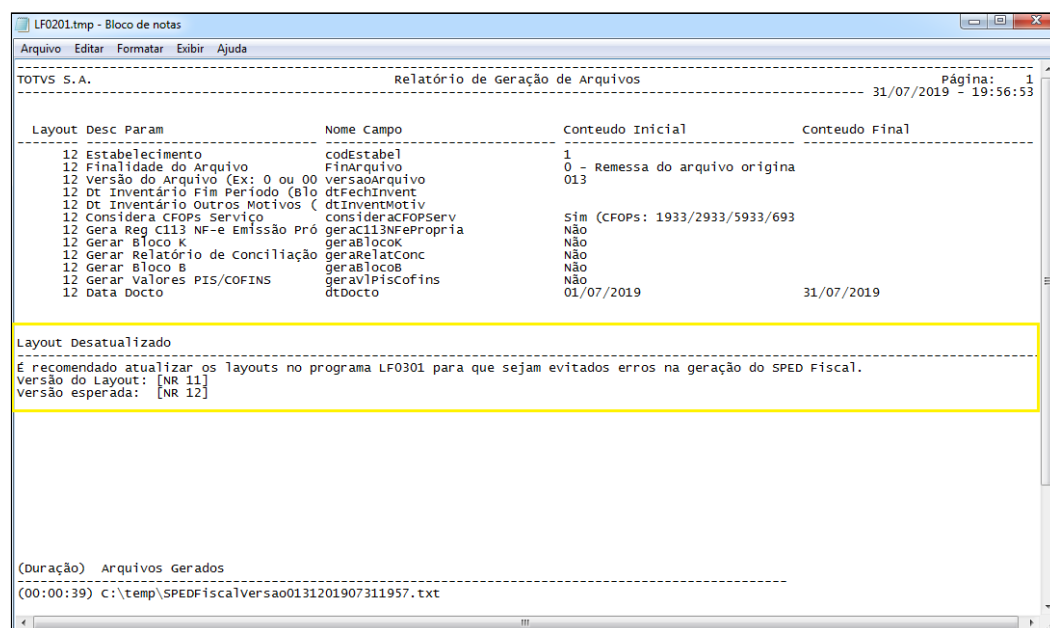 LF0201.tmp - Bloco de notas
Arquivo Editar Formatar Exibir Ajuda
TOTVS S.A. Relatório de Geração de Arquivos Página: 1
31/07/2019 - 19:56:53
Layout Desc Param Nome Campo Conteudo Inicial Conteudo Final
12 Estabelecimento codEstabel 1
12 Finalidade do Arquivo FinArquivo 0 - Remessa do arquivo origina
12 Versão do Arquivo (Ex: 0 ou 00 versaoArquivo 013
12 Dt Inventário Fim Período (Blo dtFechInvent
12 Dt Inventário Outros Motivos ( dtInventMotiv
12 Considera CFOPs Serviço consideraCFOPServ Sim (CFOPs: 1933/2933/5933/693
12 Gera Reg C113 NF-e Emissão Pró geraC113NFePropria Não
12 Gerar Bloco K geraBlocoK Não
12 Gerar Relatório de Conciliação geraRelatConc Não
12 Gerar Bloco B geraBlocoB Não
12 Gerar Valores PIS/COFINS geraVlPisCofins Não
12 Data Docto dtDocto 01/07/2019 31/07/2019
Layout Desatualizado
É recomendado atualizar os layouts no programa LF0301 para que sejam evitados erros na geração do SPED Fiscal.
Versão do Layout: [NR 11]
Versão esperada: [NR 12]
(Duração) Arquivos Gerados
(00:00:39) C:\temp\SPEDFiscalVersao0131201907311957.txt